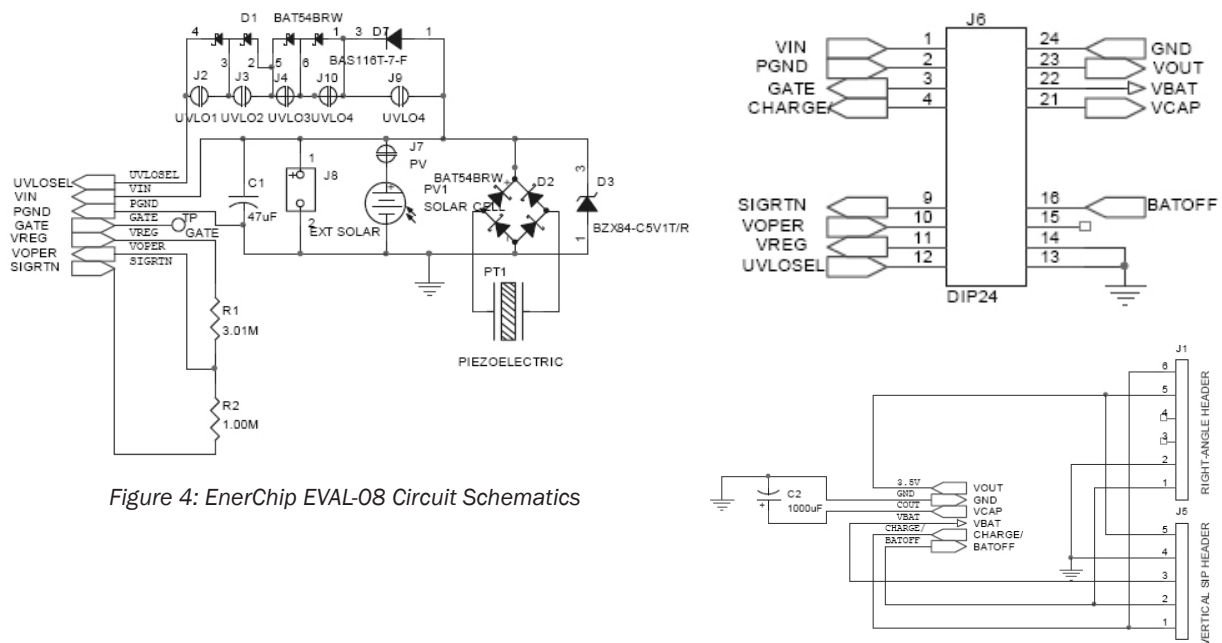 D1 BAT54BRW
4 1 3 D7 1
3 2 5 6 BAS116T-7-F
J2 J3 J4 J10 J9
UVLO1 UVLO2 UVLO3 UVLO4 UVLO4
UVLOSEL UVLOSEL
VIN VIN
PGND PGND
GATE GATE TP
GATE
VREG VREG
VOPER VOPER
SIGRTN SIGRTN
C1
47uF
1
J8
+
2
EXT SOLAR
J7
PV
+
PV1
SOLAR CELL
BAT54BRW
D2
+
-
3
D3
BZX84-C5V1T/R
1
PT1
PIEZOELECTRIC
R1
3.01M
R2
1.00M
Figure 4: EnerChip EVAL-08 Circuit Schematics
J6
VIN 1 24 GND
PGND 2 23 VOUT
GATE 3 22 VBAT
CHARGE/ 4 21 VCAP
SIGRTN 9 16 BATOFF
VOPER 10 15
VREG 11 14
UVLOSEL 12 13
DIP24
J1
6
5
4
3
2
1
RIGHT-ANGLE HEADER
C2
+
1000uF
3.5V VOUT
GND GND
COUT VCAP
VBAT VBAT
CHARGE/ CHARGE/
BATOFF BATOFF
J5
5
4
3
2
1
VERTICAL SIP HEADER